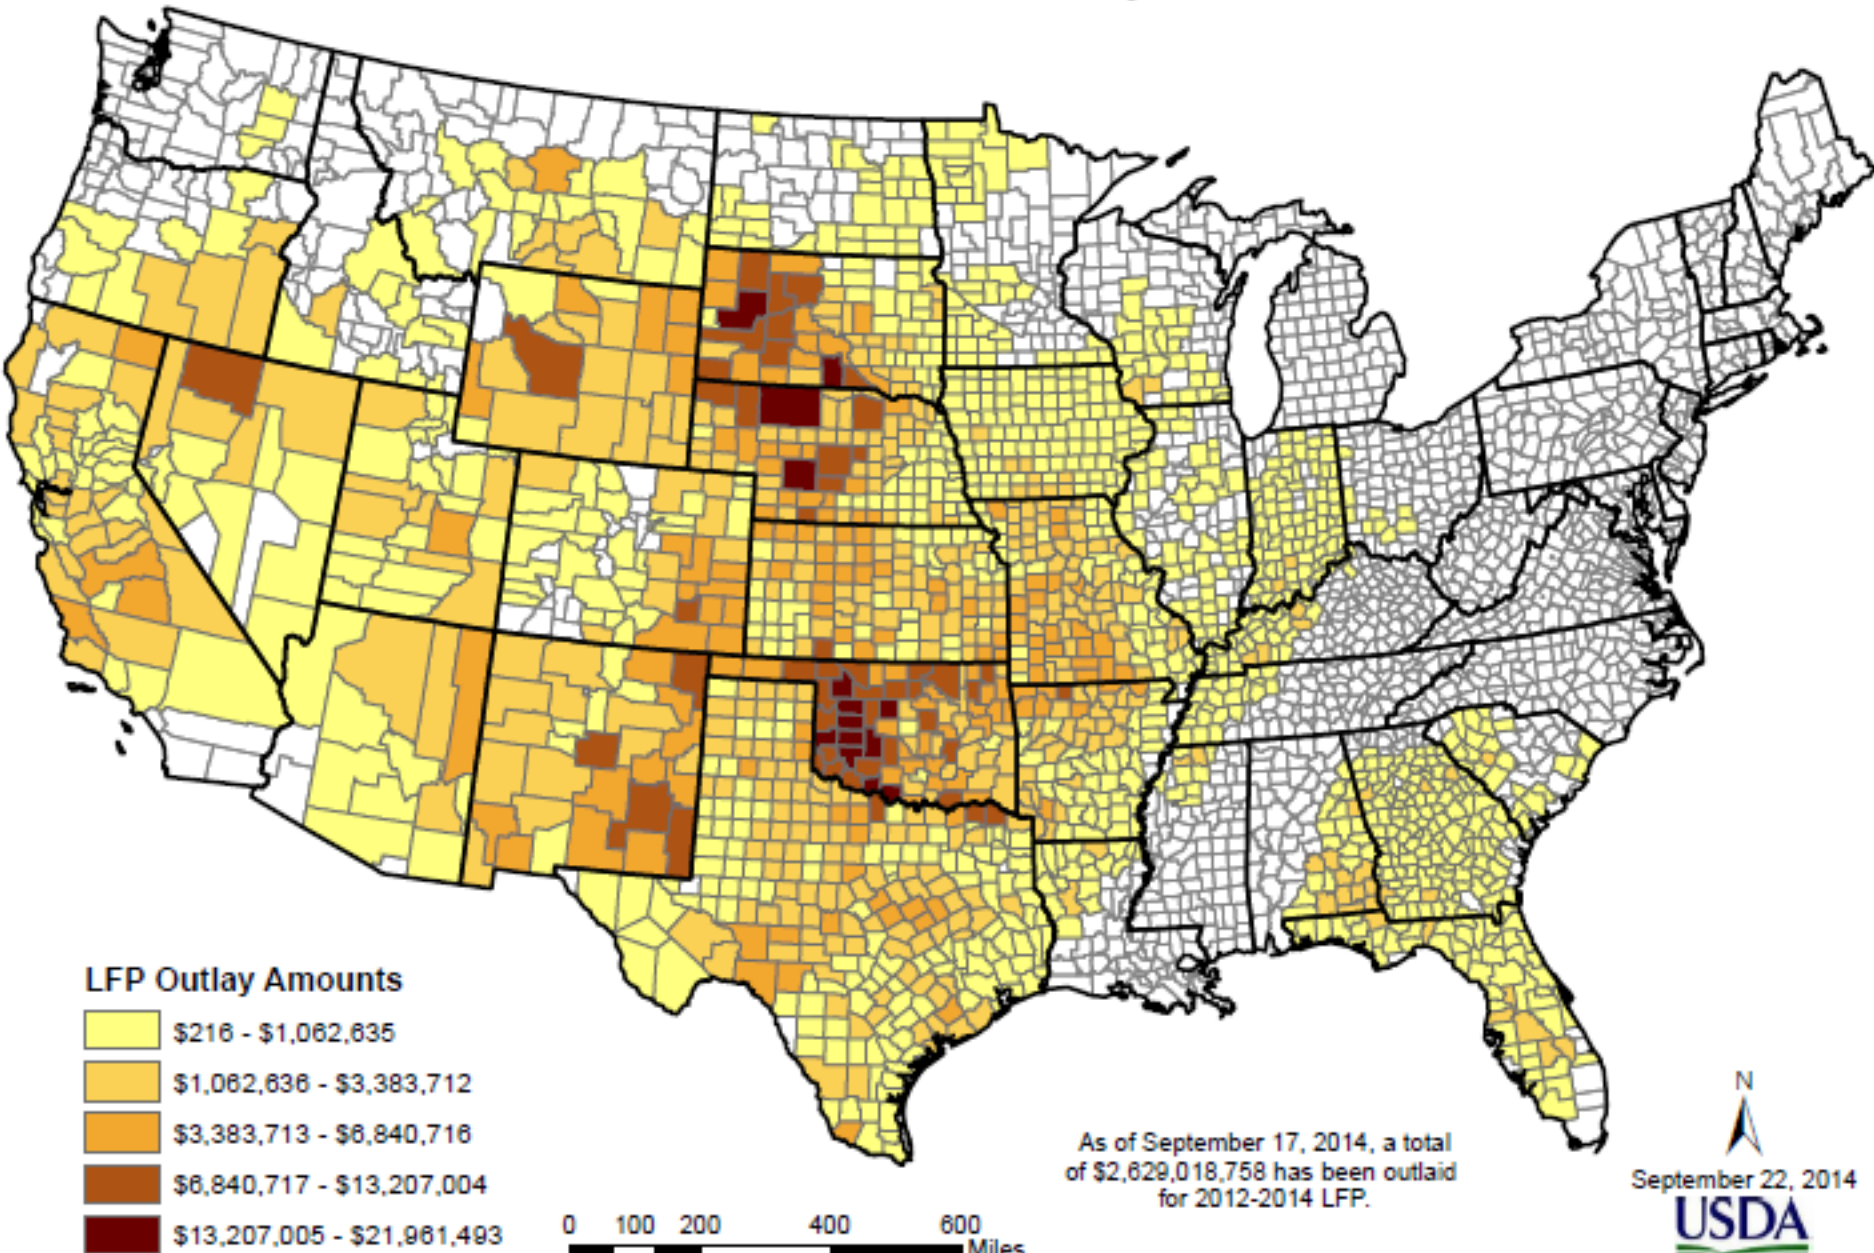 LFP Outlay Amounts
$216 - $1,062,635
$1,062,636 - $3,383,712
$3,383,713 - $6,840,716
$6,840,717 - $13,207,004
$13,207,005 - $21,961,493
0 100 200 400 600
Miles
As of September 17, 2014, a total
of $2,629,018,758 has been outlaid
for 2012-2014 LFP.
N
September 22, 2014
USDA